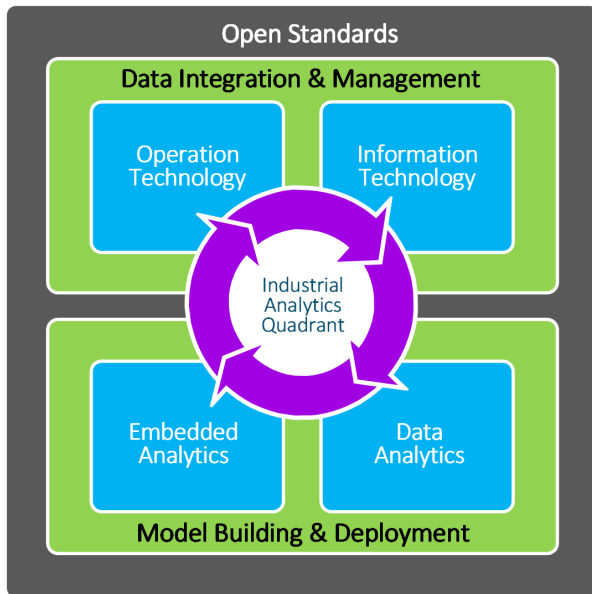 Open Standards
Data Integration & Management
Operation
Technology
Information
Technology
Industrial
Analytics
Quadrant
Embedded
Analytics
Data
Analytics
Model Building & Deployment